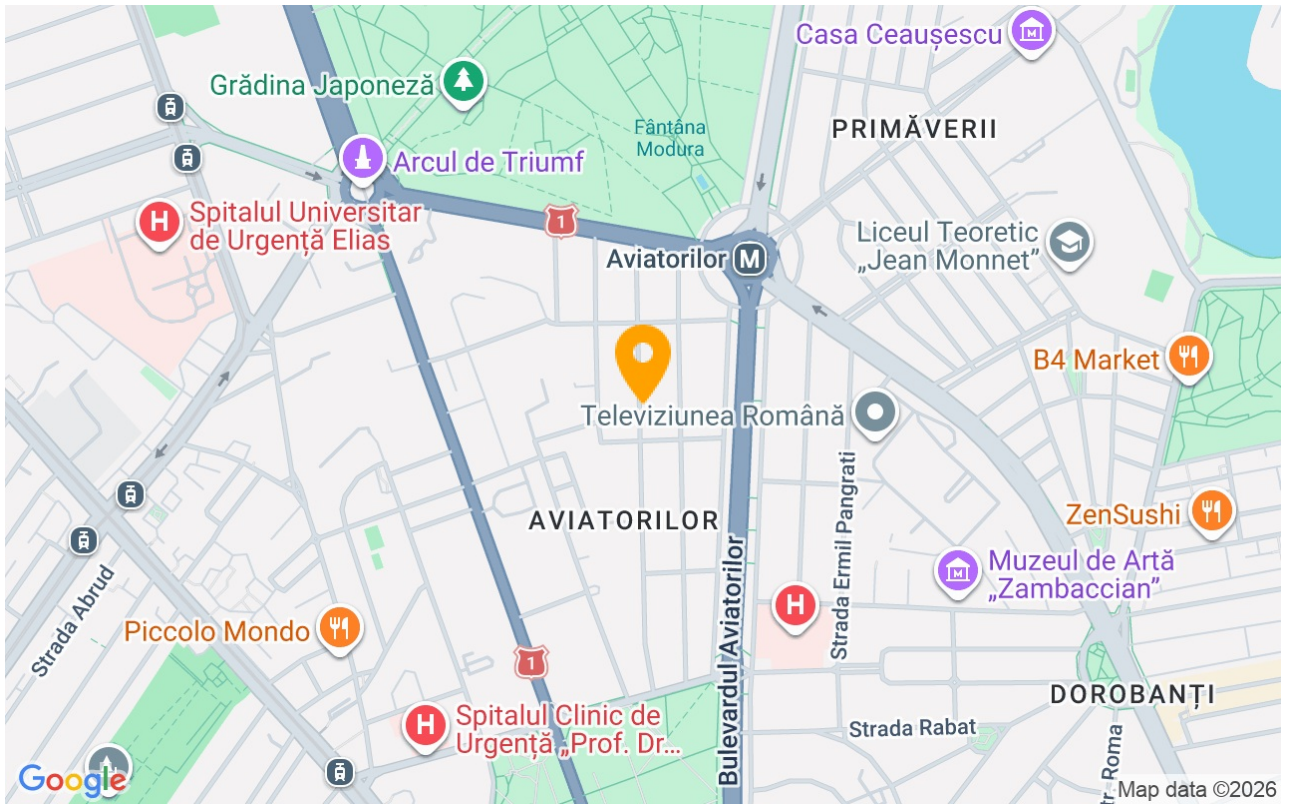 Casa Ceaușescu
Grădina Japoneză
PRIMĂVERII
Fântâna
Modura
Arcul de Triumf
Spitalul Universitar
de Urgență Elias
1
Liceul Teoretic
„Jean Monnet”
Aviatorilor
M
B4 Market
Televiziunea Română
Strada Ermil Pangrati
ZenSushi
AVIATORILOR
Bulevardul Aviatorilor
Muzeul de Artă
„Zambaccian”
Strada Abrud
Piccolo Mondo
H
1
DOROBANȚI
Spitalul Clinic de
Urgență „Prof. Dr...
Strada Rabat
tr. Roma
Google
Map data ©2026